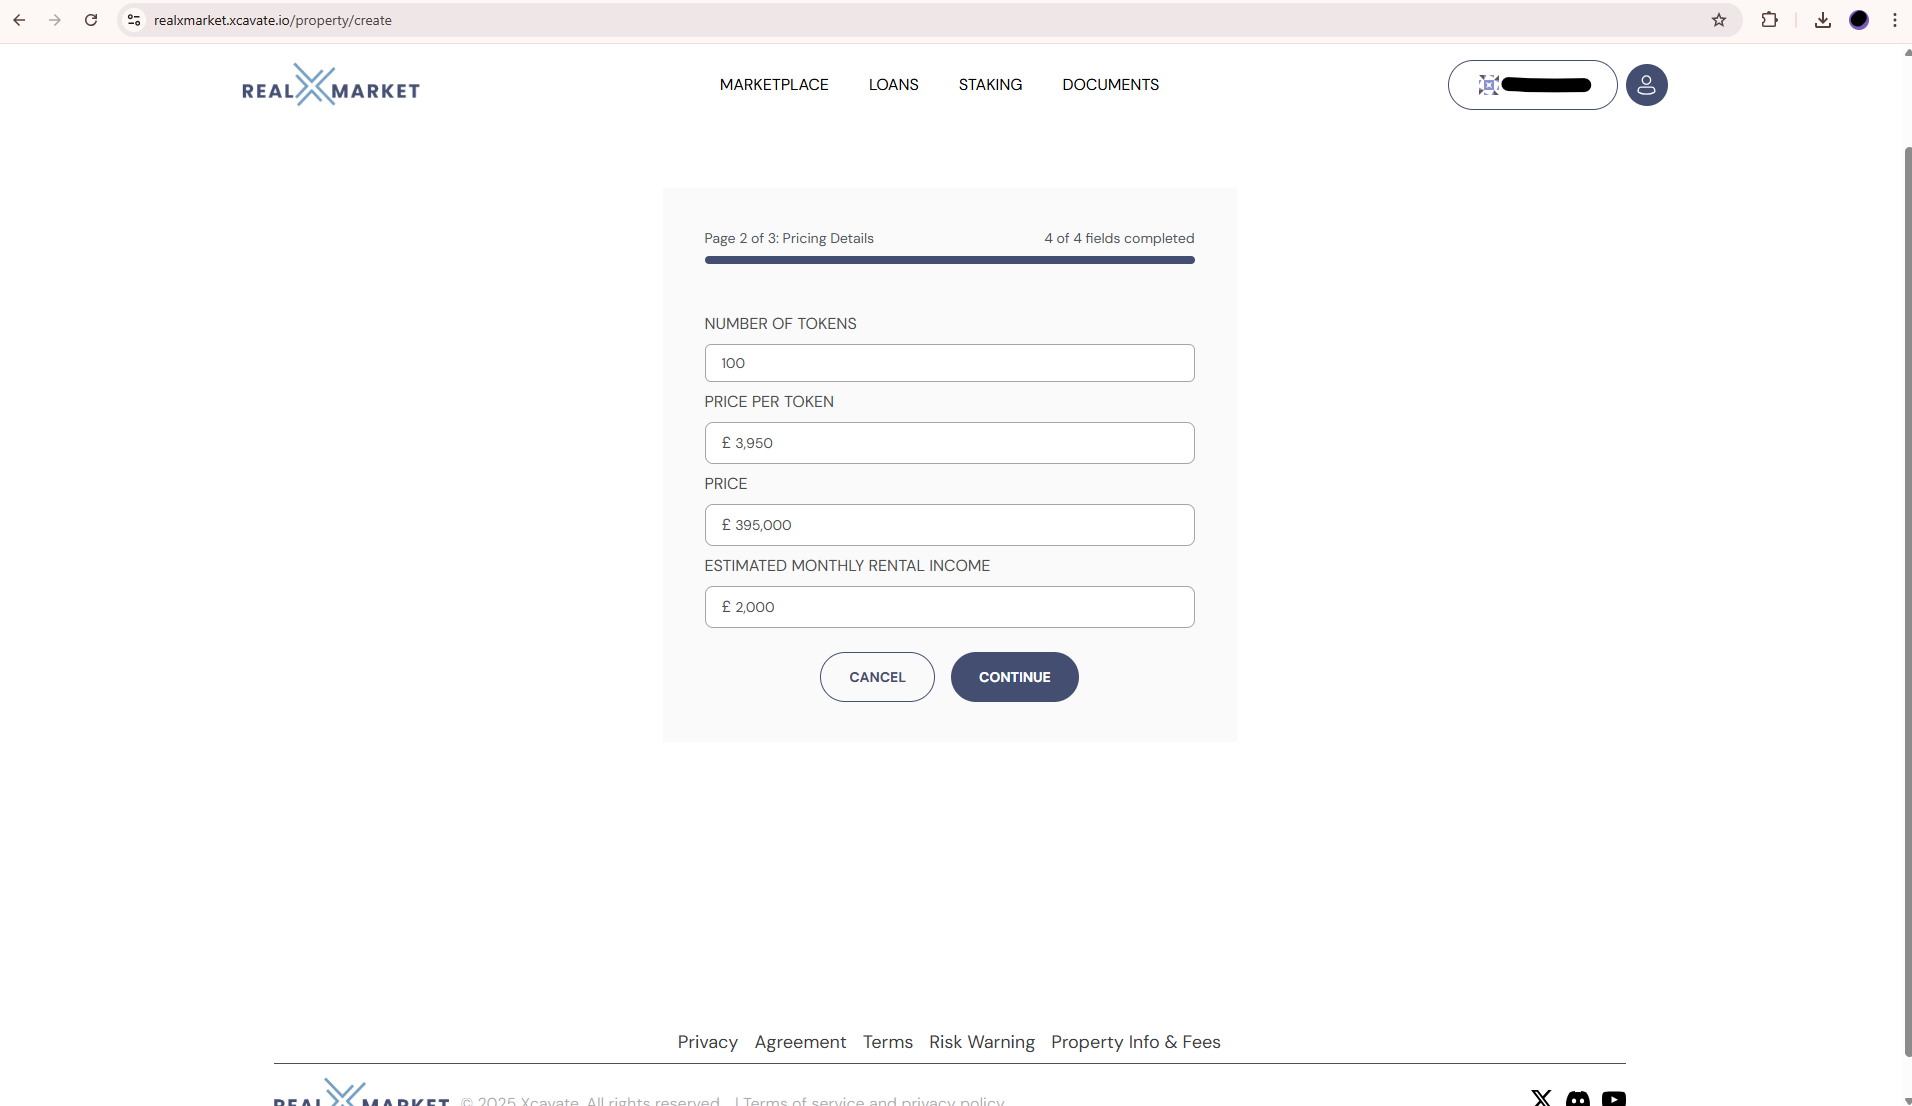 realxmarket.xcavate.io/property/create
REAL MARKET
MARKETPLACE LOANS STAKING DOCUMENTS
Page 2 of 3: Pricing Details 4 of 4 fields completed
NUMBER OF TOKENS
100
PRICE PER TOKEN
£ 3,950
PRICE
£ 395,000
ESTIMATED MONTHLY RENTAL INCOME
£ 2,000
CANCEL CONTINUE
Privacy Agreement Terms Risk Warning Property Info & Fees
REAL MARKET © 2025 Xcavate. All rights reserved. | Terms of service and privacy policy